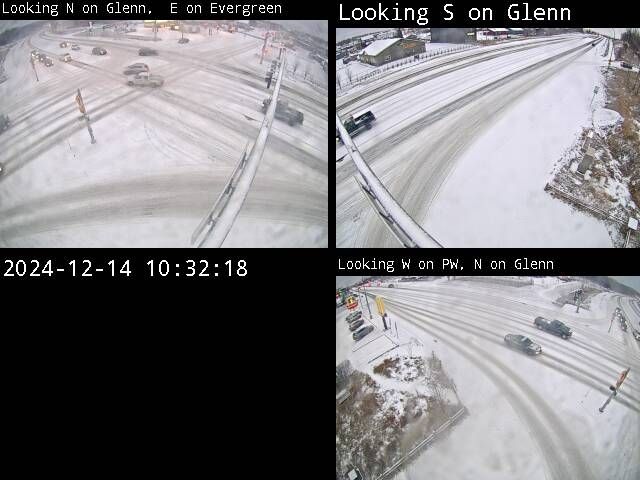 Looking N on Glenn,  E on Evergreen
Looking S on Glenn
2024-12-14 10:32:18
Looking W on PW, N on Glenn